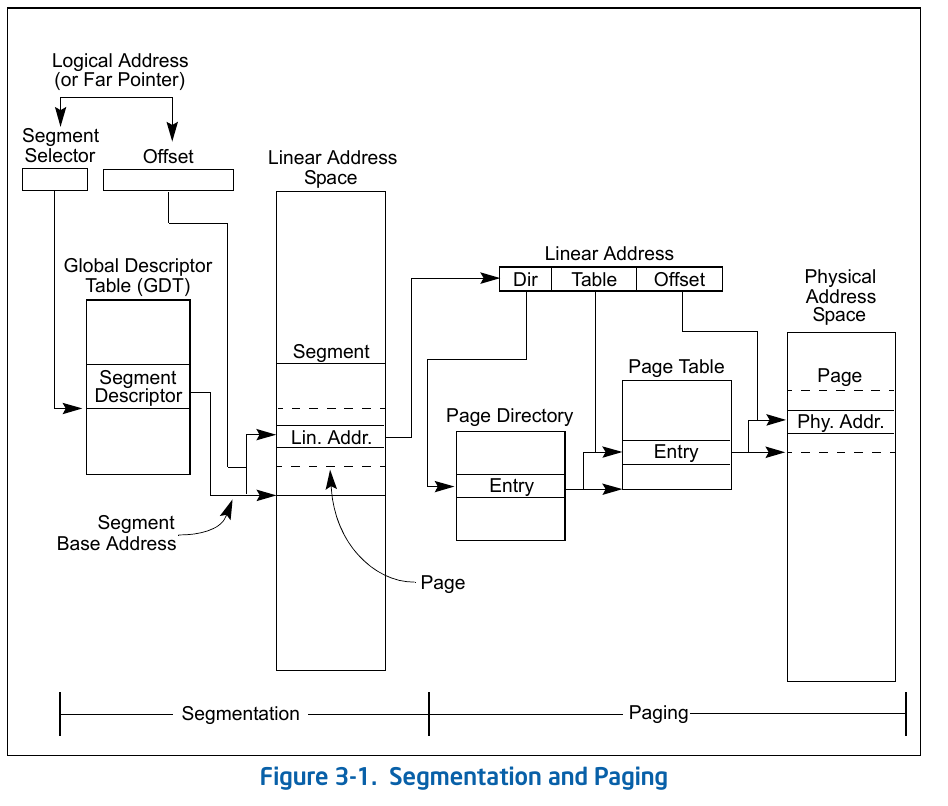 Logical Address
(or Far Pointer)
Segment
Selector
Offset
Linear Address
Space
Global Descriptor
Table (GDT)
Segment
Descriptor
Segment
Lin. Addr.
Segment
Base Address
Page
Linear Address
Dir
Table
Offset
Physical
Address
Space
Page Table
Page
Page Directory
Phy. Addr.
Entry
Entry
Segmentation
Paging
Figure 3-1. Segmentation and Paging